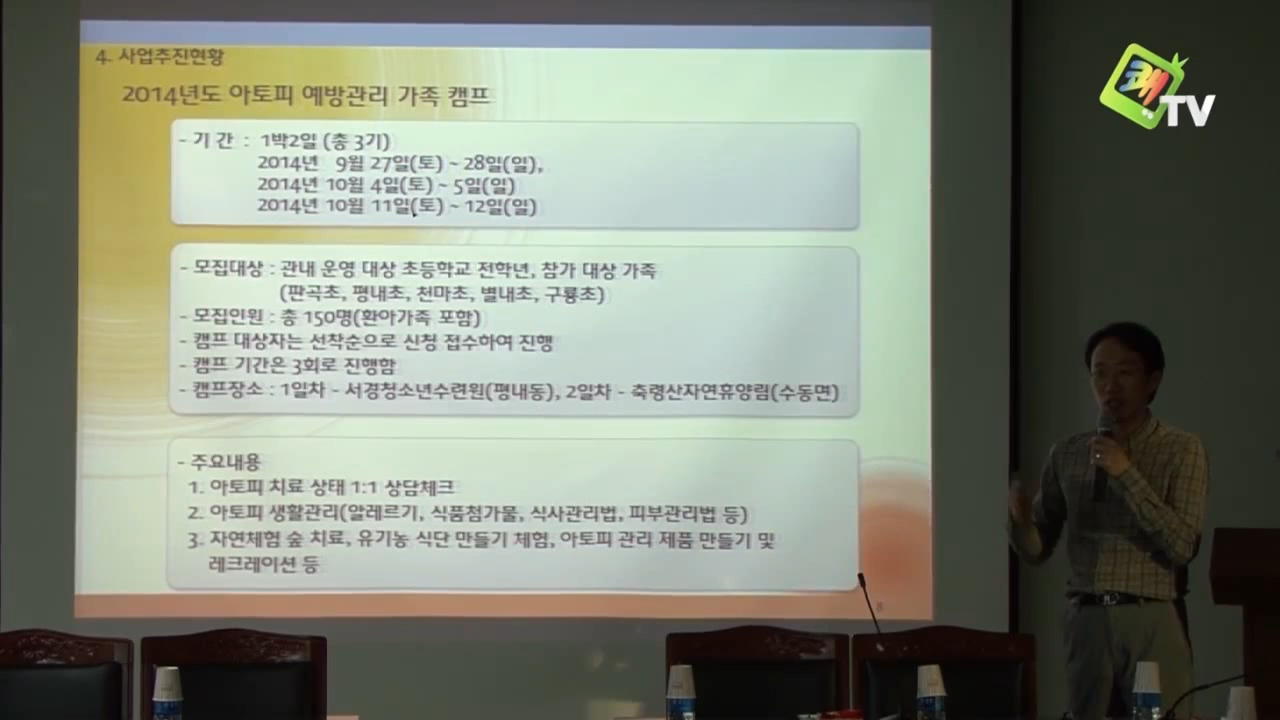 4. 사업추진현황
2014년도 아토피 예방관리 가족 캠프
- 기 간 : 1박2일 (총 3기)
2014년 9월 27일(토) ~ 28일(일),
2014년 10월 4일(토) ~ 5일(일)
2014년 10월 11일(토) ~ 12일(일)
- 모집대상 : 관내 운영 대상 초등학교 전학년, 참가 대상 가족
(판곡초, 평내초, 천마초, 별내초, 구룡초)
- 모집인원 : 총 150명(환아가족 포함)
- 캠프 대상자는 선착순으로 신청 접수하여 진행
- 캠프 기간은 3회로 진행함
- 캠프장소 : 1일차 - 서경청소년수련원(평내동), 2일차 - 축령산자연휴양림(수동면)
- 주요내용
1. 아토피 치료 상태 1:1 상담체크
2. 아토피 생활관리(알레르기, 식품첨가물, 식사관리법, 피부관리법 등)
3. 자연체험 숲 치료, 유기농 식단 만들기 체험, 아토피 관리 제품 만들기 및
레크레이션 등
8
쾌
TV